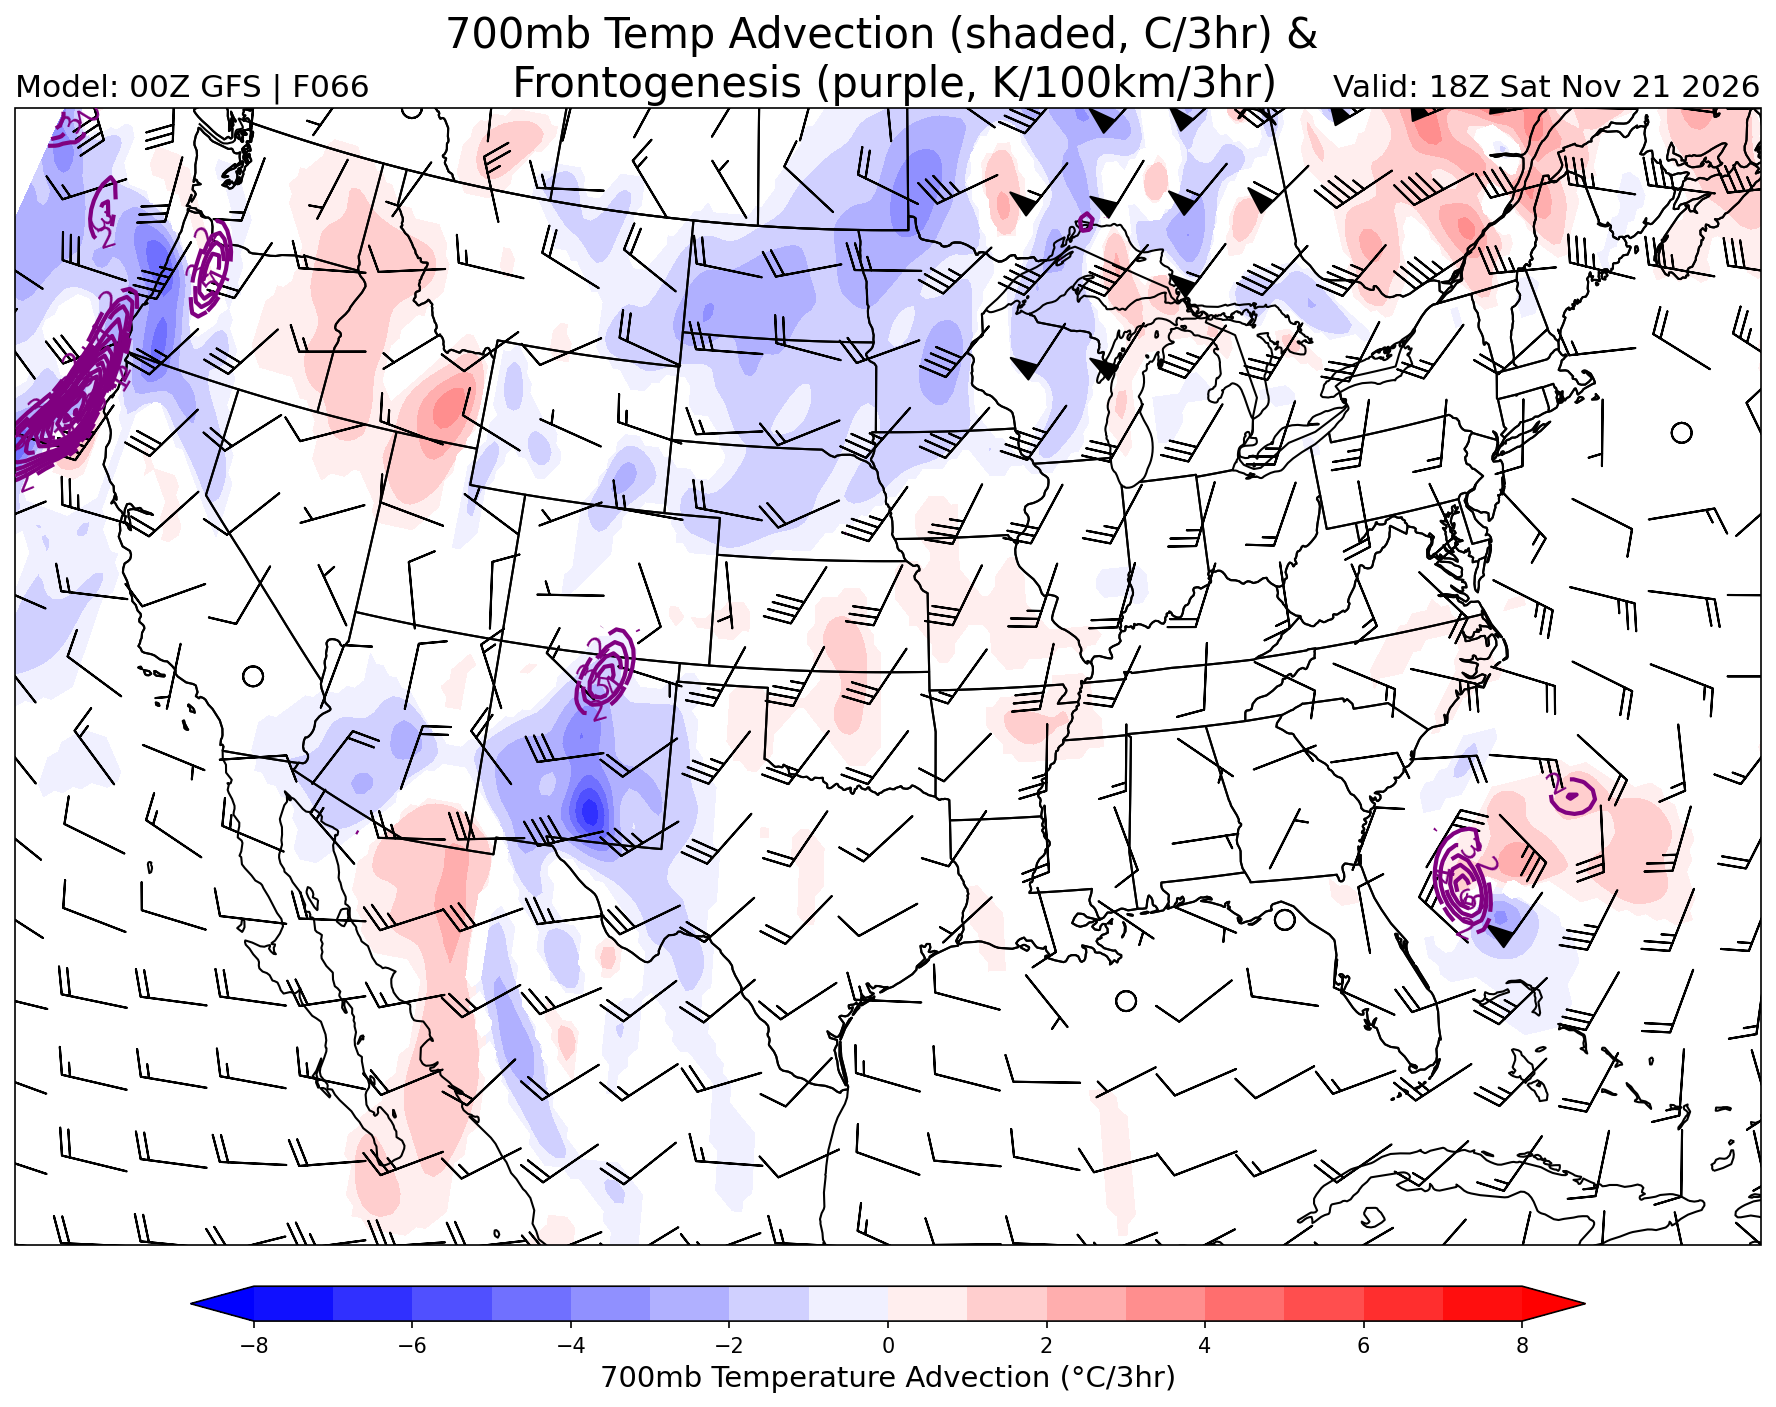 700mb Temp Advection (shaded, C/3hr) &
Model: 00Z GFS | F066 Frontogenesis (purple, K/100km/3hr) Valid: 18Z Sat Nov 21 2026
−8 −6 −4 −2 0 2 4 6 8
700mb Temperature Advection (°C/3hr)